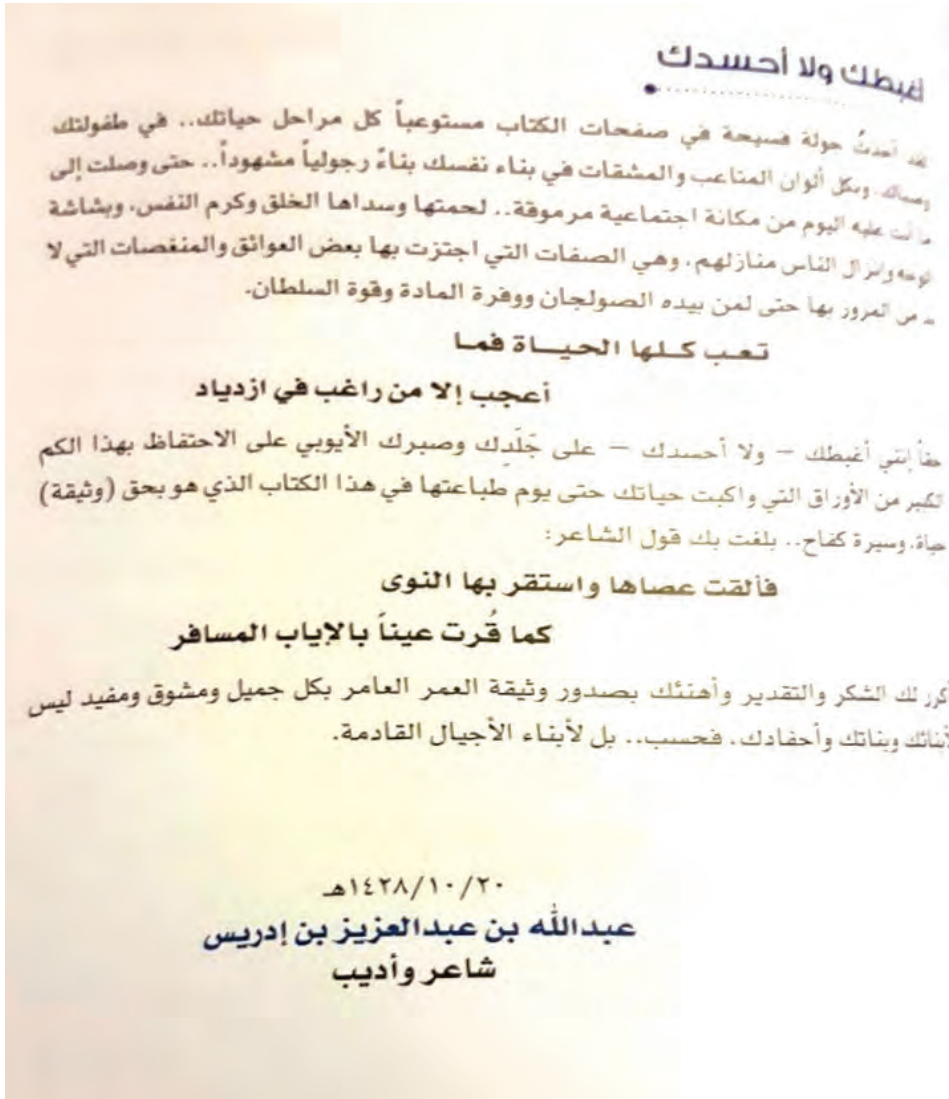 أغبطك ولا أحسدك
لقد أخذتُ جولة فسيحة في صفحات الكتاب مستوعباً كل مراحل حياتك.. في طفولتك
وبكل ألوان المتاعب والمشقات في بناء نفسك بناءً رجولياً مشهوداً.. حتى وصلت إلى
ما أنت عليه اليوم من مكانة اجتماعية مرموقة.. لحمتها وسداها الخلق وكرم النفس، وبشاشة
الوجه وإنزال الناس منازلهم، وهي الصفات التي اجتزت بها بعض العوائق والمنغصات التي لا
من المرور بها حتى لمن بيده الصولجان ووفرة المادة وقوة السلطان.
تعب كلها الحياة فما
أعجب إلا من راغب في ازدياد
حقاً إنني أغبطك – ولا أحسدك – على جَلَدِك وصبرك الأيوبي على الاحتفاظ بهذا الكم
الكبير من الأوراق التي واكبت حياتك حتى يوم طباعتها في هذا الكتاب الذي هو بحق (وثيقة)
حياة، وسيرة كفاح.. بلغت بك قول الشاعر:
فألقت عصاها واستقر بها النوى
كما قُرت عيناً بالإياب المسافر
أكرر لك الشكر والتقدير وأهنئك بصدور وثيقة العمر العامر بكل جميل ومشوق ومفيد ليس
لأبنائك وبناتك وأحفادك، فحسب.. بل لأبناء الأجيال القادمة.
١٤٢٨/١٠/٢٠هـ
عبدالله بن عبدالعزيز بن إدريس
شاعر وأديب